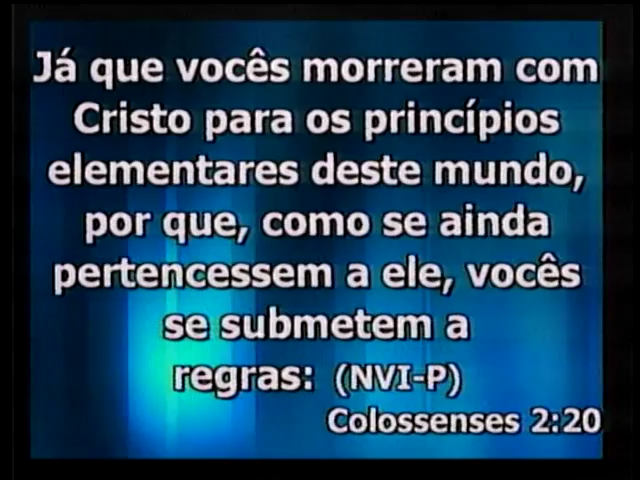 Já que vocês morreram com
Cristo para os princípios
elementares deste mundo,
por que, como se ainda
pertencessem a ele, vocês
se submetem a
regras: (NVI-P)
Colossenses 2:20